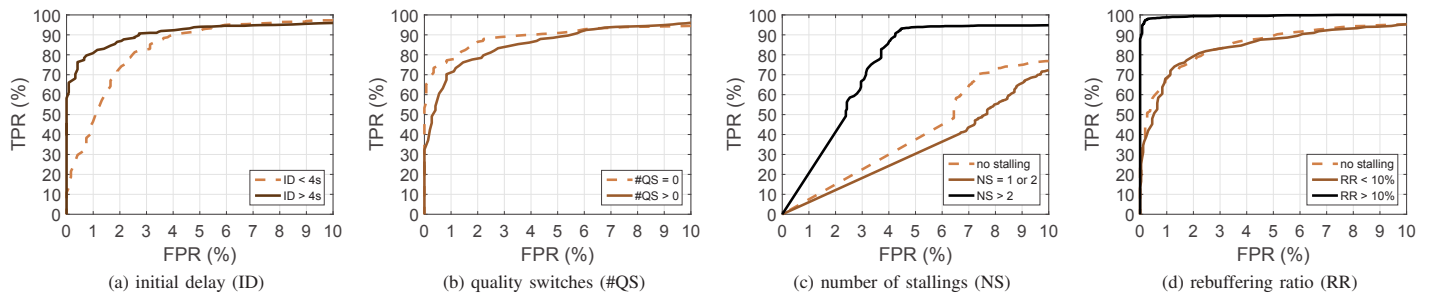 TPR (%)
100
90
80
70
60
50
40
30
20
10
0
0 1 2 3 4 5 6 7 8 9 10
FPR (%)
ID < 4s
ID > 4s
(a) initial delay (ID)
TPR (%)
100
90
80
70
60
50
40
30
20
10
0
0 1 2 3 4 5 6 7 8 9 10
FPR (%)
#QS = 0
#QS > 0
(b) quality switches (#QS)
TPR (%)
100
90
80
70
60
50
40
30
20
10
0
0 1 2 3 4 5 6 7 8 9 10
FPR (%)
no stalling
NS = 1 or 2
NS > 2
(c) number of stallings (NS)
TPR (%)
100
90
80
70
60
50
40
30
20
10
0
0 1 2 3 4 5 6 7 8 9 10
FPR (%)
no stalling
RR < 10%
RR > 10%
(d) rebuffering ratio (RR)